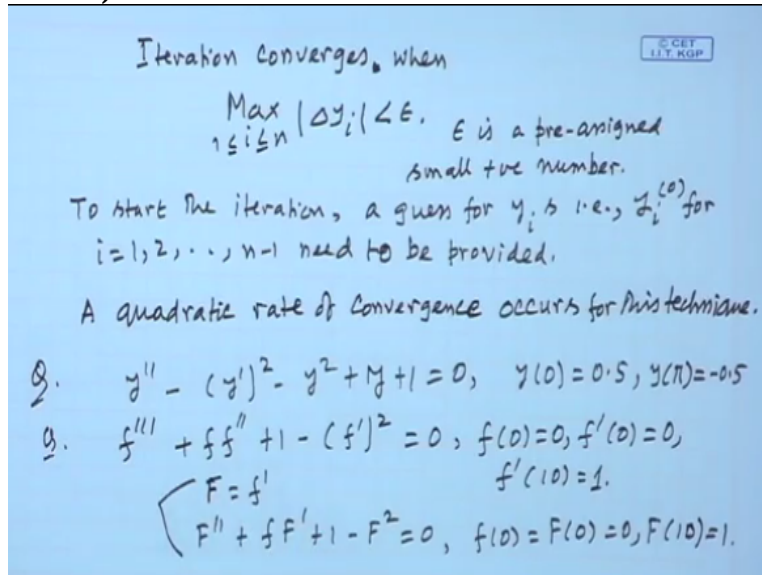 Iteration converges, when
© CET
I.I.T. KGP
Max |Δy_i| < ϵ.
1≤i≤n
ϵ is a pre-assigned
small +ve number.
To start the iteration, a guess for y_i s i.e., y_i^(0) for
i=1,2,..,n-1 need to be provided.
A quadratic rate of convergence occurs for this technique.
Q. y'' - (y')² - y² + y + 1 = 0, y(0) = 0.5, y(π) = -0.5
Q. f''' + ff'' + 1 - (f')² = 0, f(0)=0, f'(0)=0,
f'(10) = 1.
F = f'
F'' + fF' + 1 - F² = 0, f(0) = F(0) = 0, F(10) = 1.